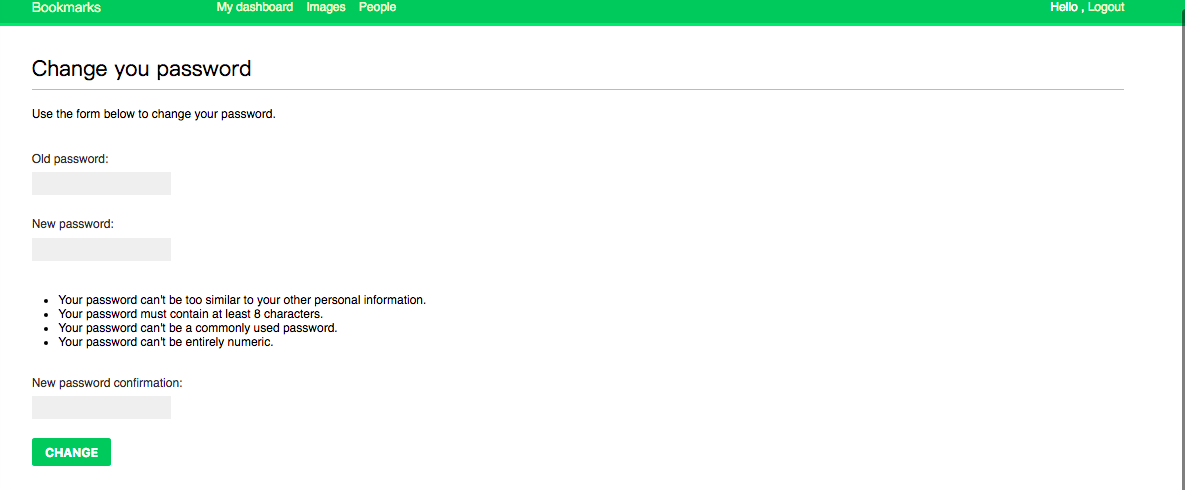 Bookmarks My dashboard Images People Hello , Logout
Change you password
Use the form below to change your password.
Old password:
New password:
• Your password can't be too similar to your other personal information.
• Your password must contain at least 8 characters.
• Your password can't be a commonly used password.
• Your password can't be entirely numeric.
New password confirmation:
CHANGE